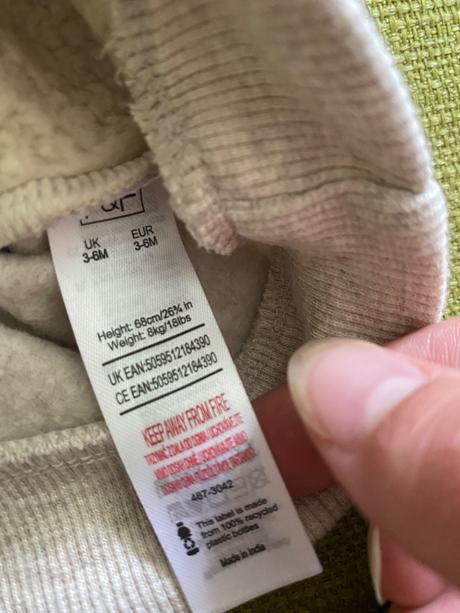 F&F
UK EUR
3-6M 3-6M
Height: 68cm/26¾ in
Weight: 8kg/18lbs
UK EAN:5059512184390
CE EAN:5059512184390
KEEP AWAY FROM FIRE
467-3042
This label is made
from 100% recycled
plastic bottles
Made in India